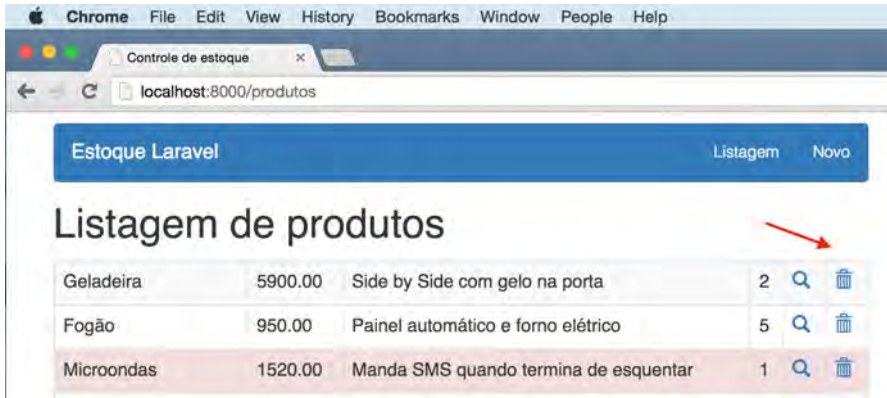 Chrome File Edit View History Bookmarks Window People Help
Controle de estoque ×
localhost:8000/produtos
Estoque Laravel Listagem Novo
Listagem de produtos
Geladeira 5900.00 Side by Side com gelo na porta 2
Fogão 950.00 Painel automático e forno elétrico 5
Microondas 1520.00 Manda SMS quando termina de esquentar 1